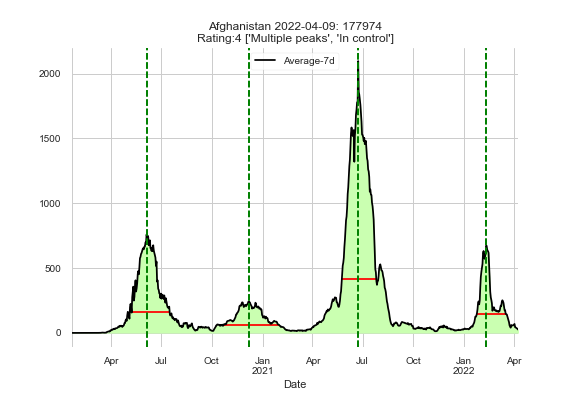 Afghanistan 2022-04-09: 177974
Rating:4 ['Multiple peaks', 'In control']
Average-7d
2000
1500
1000
500
0
Apr Jul Oct Jan Apr Jul Oct Jan Apr
2021 2022
Date